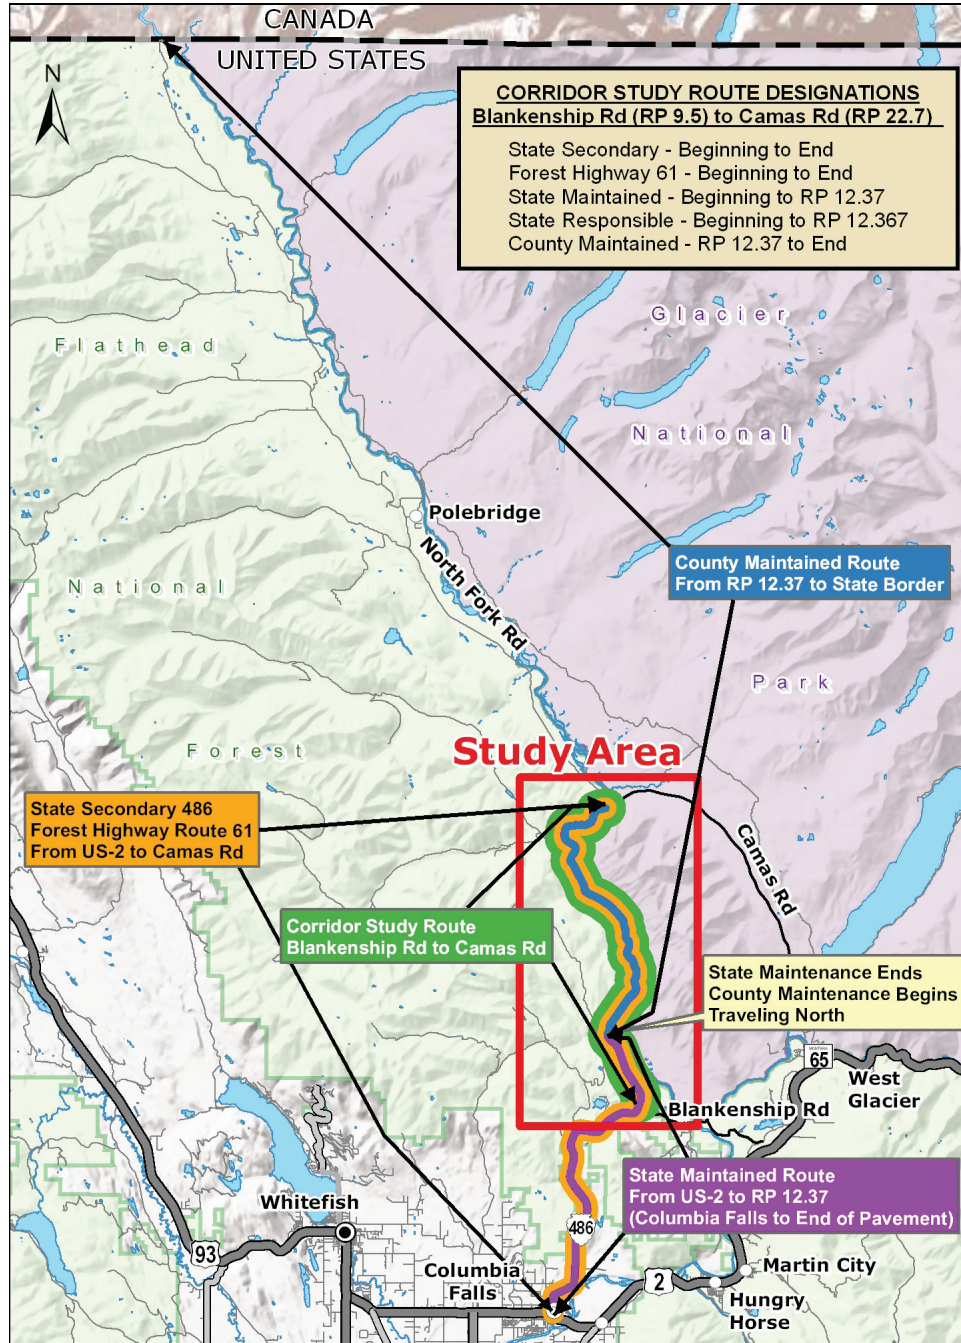 CANADA
UNITED STATES
N
CORRIDOR STUDY ROUTE DESIGNATIONS
Blankenship Rd (RP 9.5) to Camas Rd (RP 22.7)
State Secondary - Beginning to End
Forest Highway 61 - Beginning to End
State Maintained - Beginning to RP 12.37
State Responsible - Beginning to RP 12.367
County Maintained - RP 12.37 to End
Glacier
Flathead
National
Polebridge
County Maintained Route
From RP 12.37 to State Border
North Fork Rd
National
Park
Forest
Study Area
State Secondary 486
Forest Highway Route 61
From US-2 to Camas Rd
Camas Rd
Corridor Study Route
Blankenship Rd to Camas Rd
State Maintenance Ends
County Maintenance Begins
Traveling North
MONTANA
65
West
Glacier
Blankenship Rd
State Maintained Route
From US-2 to RP 12.37
(Columbia Falls to End of Pavement)
Whitefish
486
93
Columbia
Falls
2
Martin City
Hungry
Horse